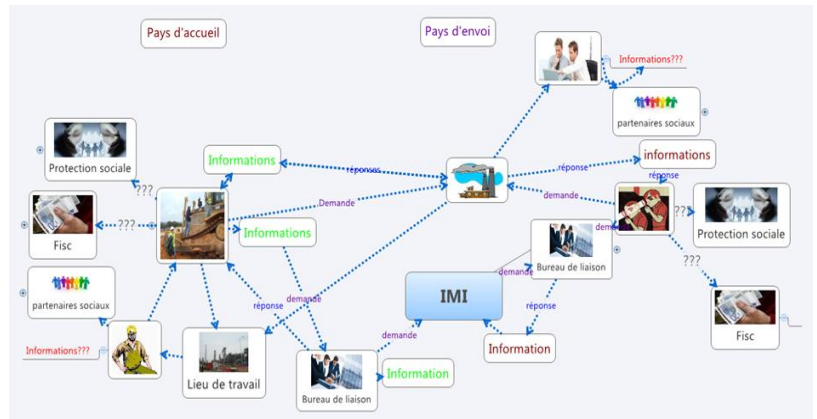 Pays d'accueil
Pays d'envoi
Informations???
partenaires sociaux
Informations
réponses
réponse
informations
réponse
Protection sociale
???
Demande
demande
demande
???
Protection sociale
???
Fisc
Informations
Bureau de liaison
demande
???
partenaires sociaux
réponse
demande
IMI
réponse
Fisc
Informations???
Lieu de travail
demande
Information
Bureau de liaison
Information